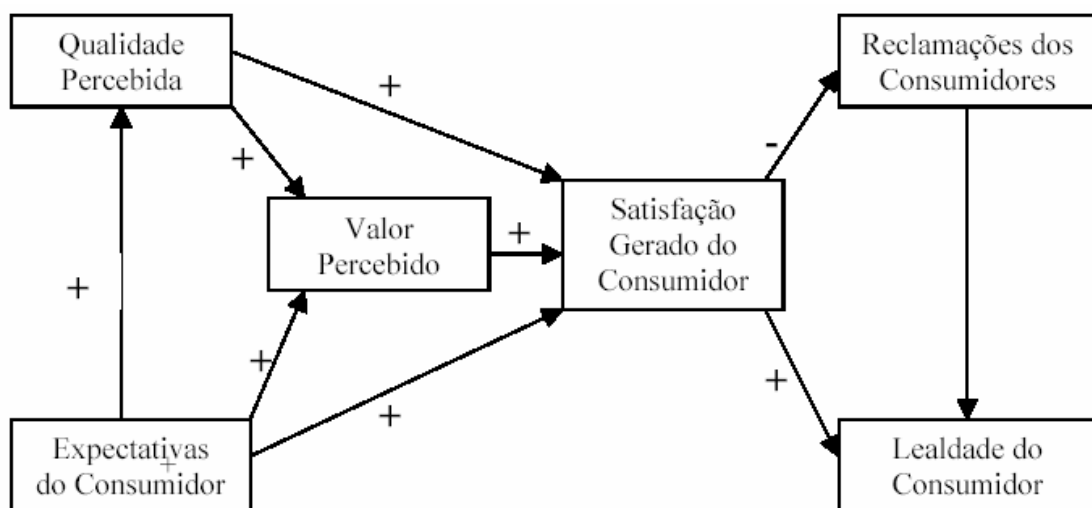 Qualidade
Percebida
+
+
Valor
Percebido
+
+
+
+
Expectativas
+
do Consumidor
Satisfação
Gerado do
Consumidor
-
+
Reclamações dos
Consumidores
Lealdade do
Consumidor